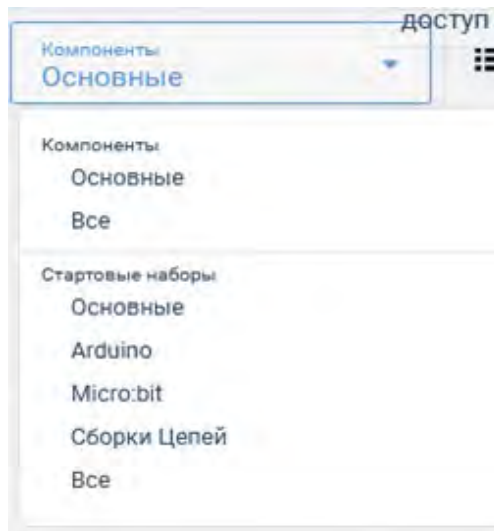 доступ
Компоненты
Основные
Компоненты
Основные
Все
Стартовые наборы
Основные
Arduino
Micro:bit
Сборки Цепей
Все